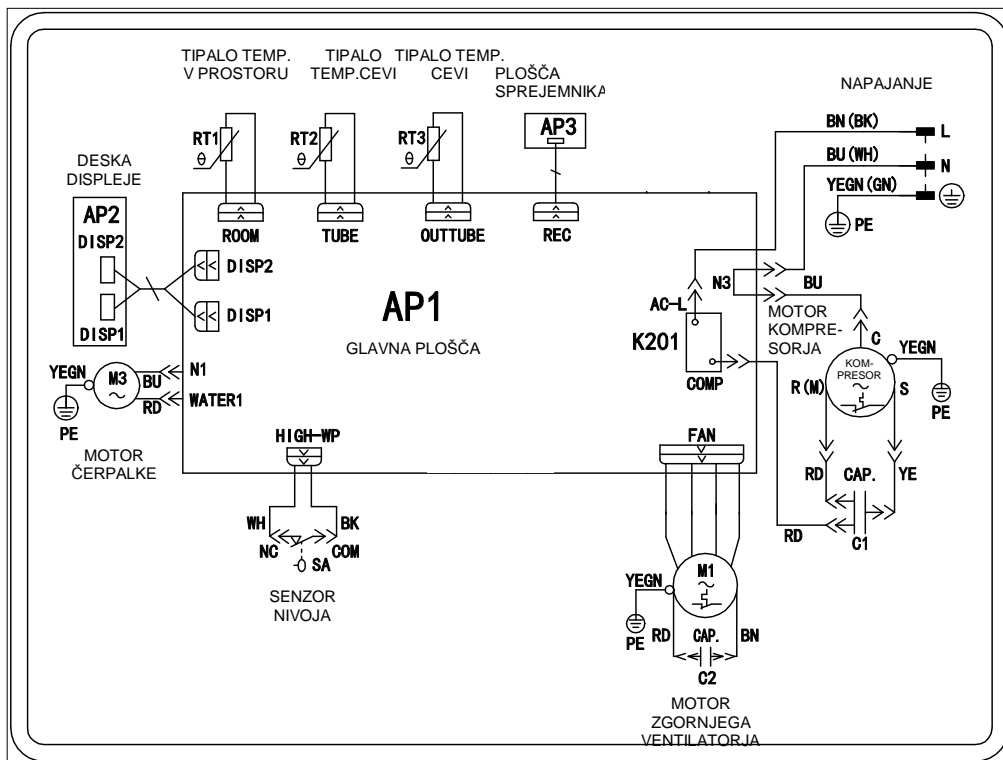 TIPALO TEMP.
V PROSTORU
TIPALO
TEMP.CEVI
TIPALO TEMP.
CEVI
PLOŠČA
SPREJEMNIKA
NAPAJANJE
RT1
θ
RT2
θ
RT3
θ
AP3
BN(BK)
L
BU(WH)
N
YEGN(GN)
PE
DESKA
DISPLEJE
AP2
DISP2
DISP1
ROOM
TUBE
OUTTUBE
REC
DISP2
DISP1
AP1
GLAVNA PLOŠČA
AC-L
K201
COMP
N3
BU
MOTOR
KOMPRE-
SORJA
C
YEGN
KOM-
PRESOR
~
R(M)
S
PE
YEGN
M3
~
BU
N1
RD
WATER1
PE
MOTOR
ČERPALKE
HIGH-WP
WH
BK
NC
COM
SA
SENZOR
NIVOJA
FAN
RD
CAP.
YE
RD
C1
YEGN
M1
~
PE
RD
CAP.
BN
C2
MOTOR
ZGORNJEGA
VENTILATORJA